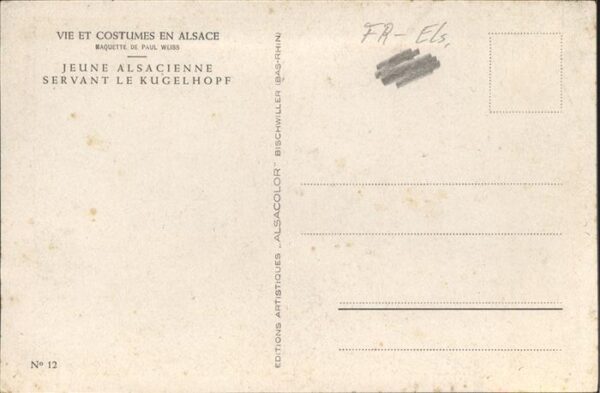 VIE ET COSTUMES EN ALSACE
MAQUETTE DE PAUL WEISS
JEUNE ALSACIENNE
SERVANT LE KUGELHOPF
Nº 12
EDITIONS ARTISTIQUES „ALSACOLOR" BISCHWILLER (BAS-RHIN)
FR - Els.